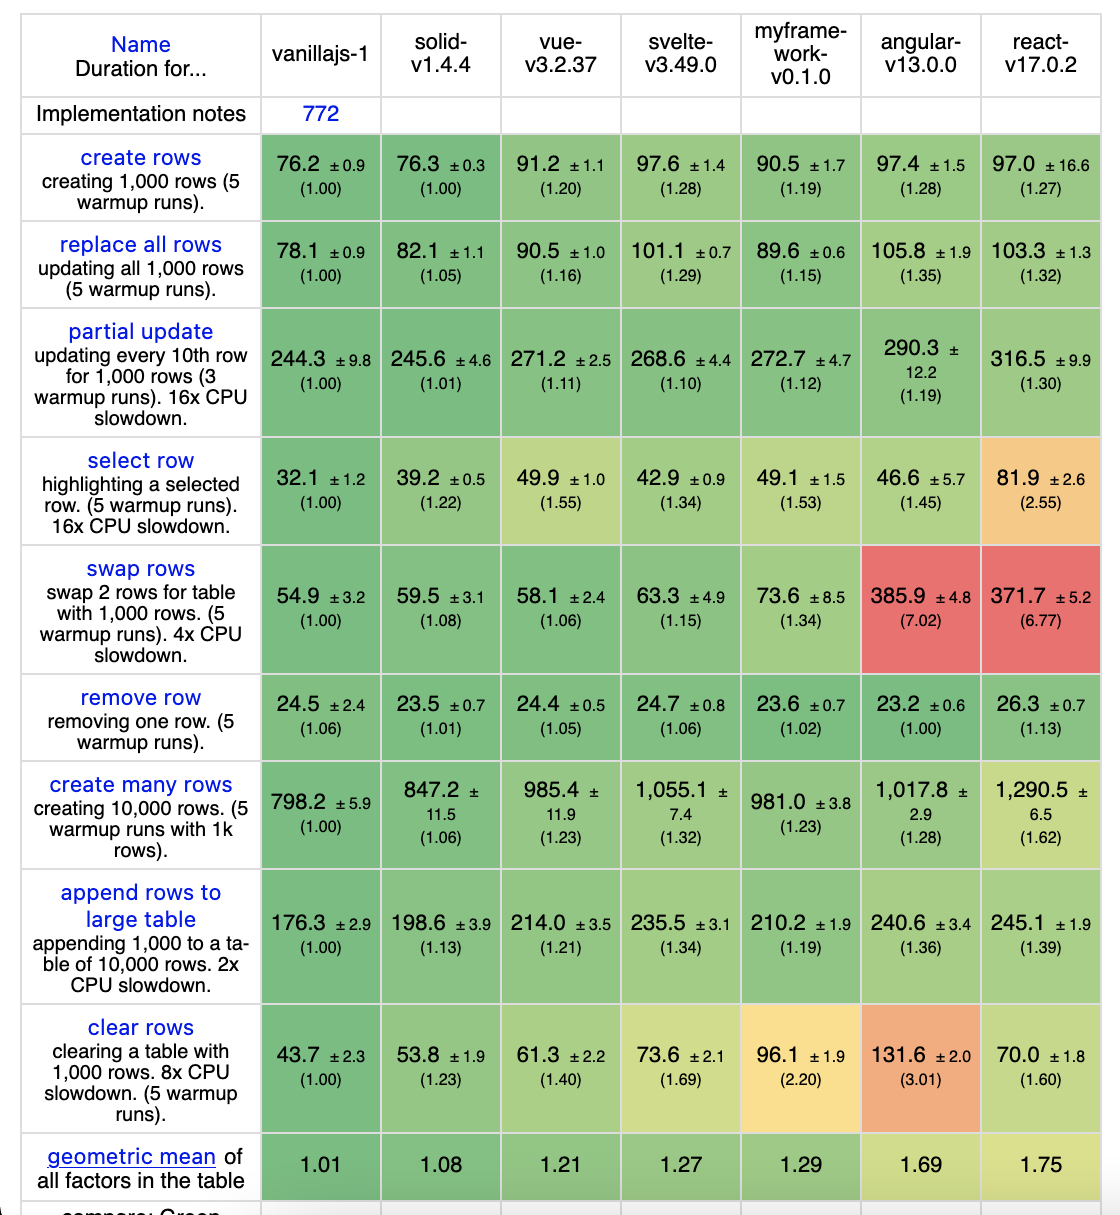 Name
Duration for...
vanillajs-1
solid-
v1.4.4
vue-
v3.2.37
svelte-
v3.49.0
myframe-
work-
v0.1.0
angular-
v13.0.0
react-
v17.0.2
Implementation notes
772
create rows
creating 1,000 rows (5
warmup runs).
76.2 ± 0.9
(1.00)
76.3 ± 0.3
(1.00)
91.2 ± 1.1
(1.20)
97.6 ± 1.4
(1.28)
90.5 ± 1.7
(1.19)
97.4 ± 1.5
(1.28)
97.0 ± 16.6
(1.27)
replace all rows
updating all 1,000 rows
(5 warmup runs).
78.1 ± 0.9
(1.00)
82.1 ± 1.1
(1.05)
90.5 ± 1.0
(1.16)
101.1 ± 0.7
(1.29)
89.6 ± 0.6
(1.15)
105.8 ± 1.9
(1.35)
103.3 ± 1.3
(1.32)
partial update
updating every 10th row
for 1,000 rows (3
warmup runs). 16x CPU
slowdown.
244.3 ± 9.8
(1.00)
245.6 ± 4.6
(1.01)
271.2 ± 2.5
(1.11)
268.6 ± 4.4
(1.10)
272.7 ± 4.7
(1.12)
290.3 ±
12.2
(1.19)
316.5 ± 9.9
(1.30)
select row
highlighting a selected
row. (5 warmup runs).
16x CPU slowdown.
32.1 ± 1.2
(1.00)
39.2 ± 0.5
(1.22)
49.9 ± 1.0
(1.55)
42.9 ± 0.9
(1.34)
49.1 ± 1.5
(1.53)
46.6 ± 5.7
(1.45)
81.9 ± 2.6
(2.55)
swap rows
swap 2 rows for table
with 1,000 rows. (5
warmup runs). 4x CPU
slowdown.
54.9 ± 3.2
(1.00)
59.5 ± 3.1
(1.08)
58.1 ± 2.4
(1.06)
63.3 ± 4.9
(1.15)
73.6 ± 8.5
(1.34)
385.9 ± 4.8
(7.02)
371.7 ± 5.2
(6.77)
remove row
removing one row. (5
warmup runs).
24.5 ± 2.4
(1.06)
23.5 ± 0.7
(1.01)
24.4 ± 0.5
(1.05)
24.7 ± 0.8
(1.06)
23.6 ± 0.7
(1.02)
23.2 ± 0.6
(1.00)
26.3 ± 0.7
(1.13)
create many rows
creating 10,000 rows. (5
warmup runs with 1k
rows).
798.2 ± 5.9
(1.00)
847.2 ±
11.5
(1.06)
985.4 ±
11.9
(1.23)
1,055.1 ±
7.4
(1.32)
981.0 ± 3.8
(1.23)
1,017.8 ±
2.9
(1.28)
1,290.5 ±
6.5
(1.62)
append rows to
large table
appending 1,000 to a ta-
ble of 10,000 rows. 2x
CPU slowdown.
176.3 ± 2.9
(1.00)
198.6 ± 3.9
(1.13)
214.0 ± 3.5
(1.21)
235.5 ± 3.1
(1.34)
210.2 ± 1.9
(1.19)
240.6 ± 3.4
(1.36)
245.1 ± 1.9
(1.39)
clear rows
clearing a table with
1,000 rows. 8x CPU
slowdown. (5 warmup
runs).
43.7 ± 2.3
(1.00)
53.8 ± 1.9
(1.23)
61.3 ± 2.2
(1.40)
73.6 ± 2.1
(1.69)
96.1 ± 1.9
(2.20)
131.6 ± 2.0
(3.01)
70.0 ± 1.8
(1.60)
geometric mean of
all factors in the table
1.01
1.08
1.21
1.27
1.29
1.69
1.75
compare: Green